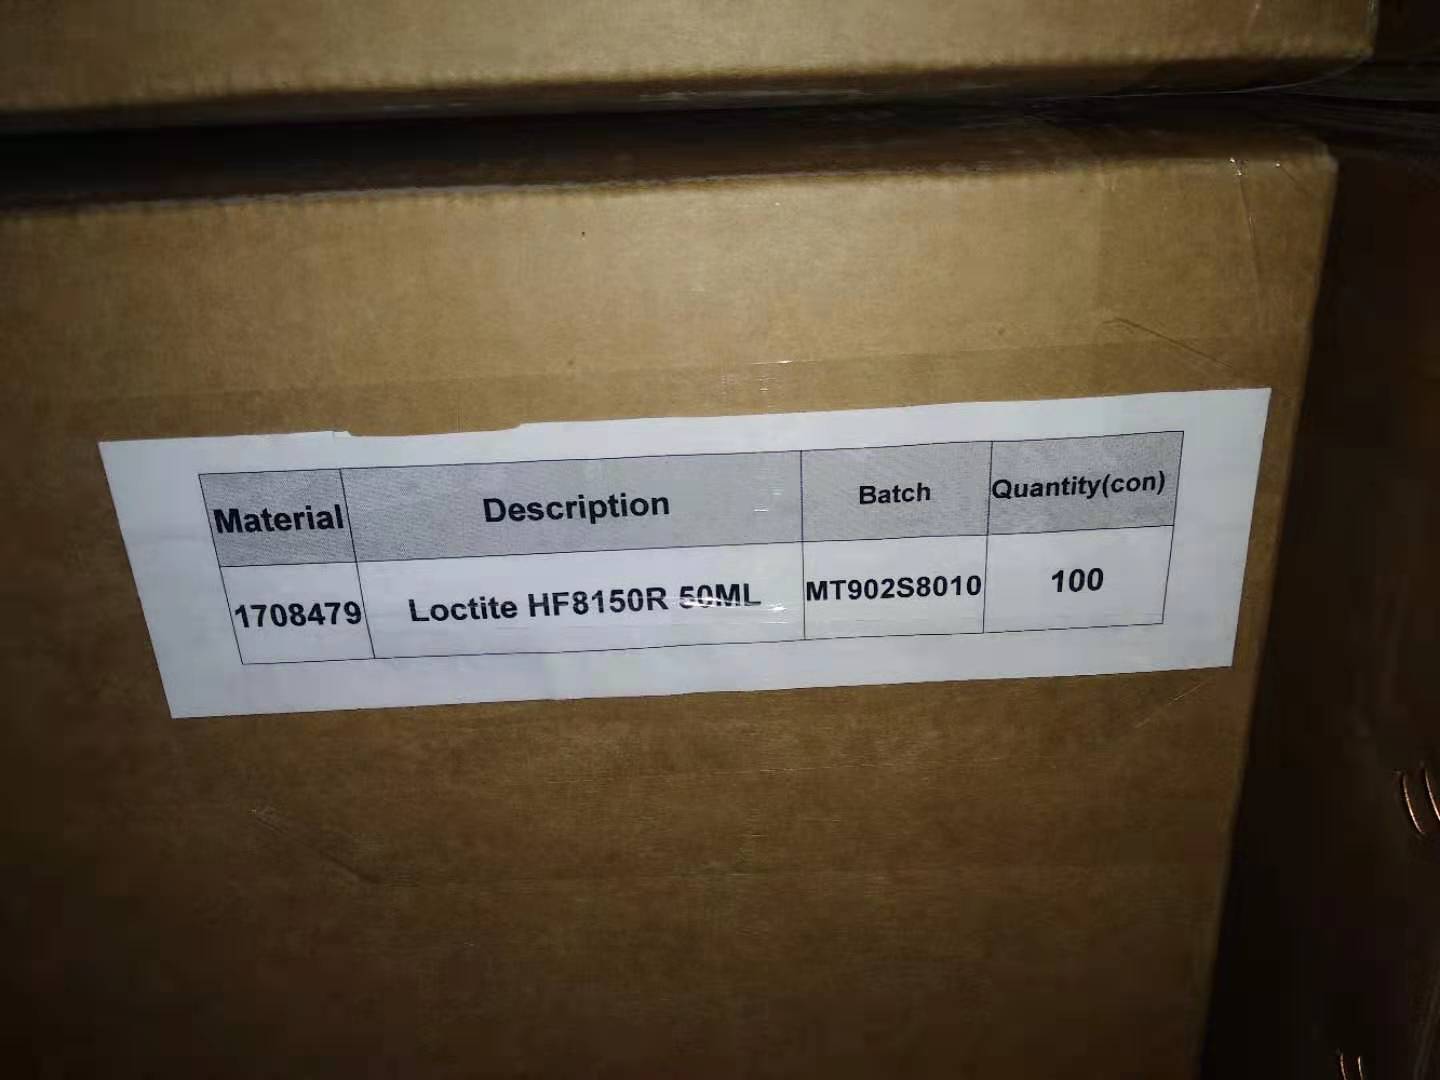 Material Description Batch Quantity(con)
1708479 Loctite HF8150R 50ML MT902S8010 100